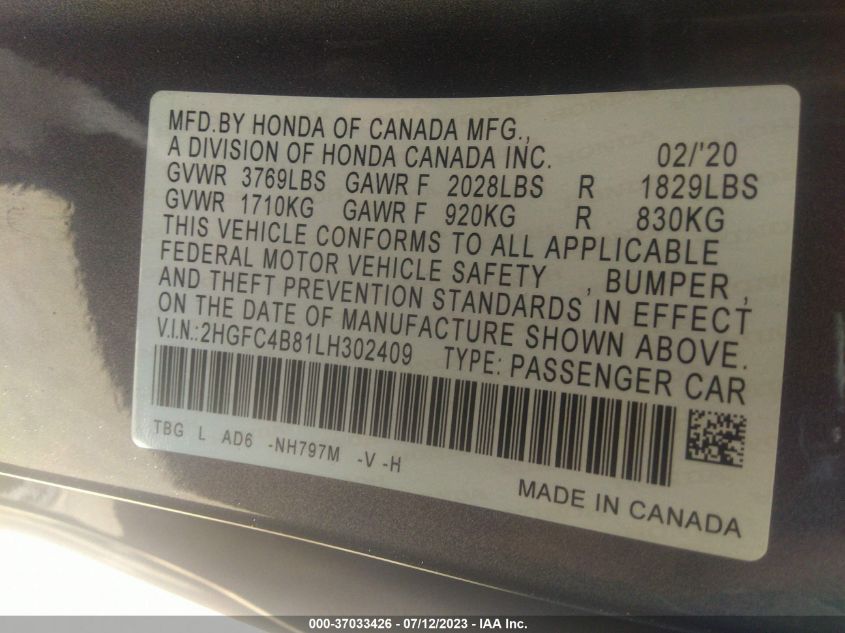 MFD.BY HONDA OF CANADA MFG.,
A DIVISION OF HONDA CANADA INC. 02/'20
GVWR 3769LBS GAWR F 2028LBS R 1829LBS
GVWR 1710KG GAWR F 920KG R 830KG
THIS VEHICLE CONFORMS TO ALL APPLICABLE
FEDERAL MOTOR VEHICLE SAFETY , BUMPER ,
AND THEFT PREVENTION STANDARDS IN EFFECT
ON THE DATE OF MANUFACTURE SHOWN ABOVE.
V.I.N.:2HGFC4B81LH302409 TYPE: PASSENGER CAR
TBG L AD6 -NH797M -V -H
MADE IN CANADA
000-37033426 - 07/12/2023 - IAA Inc.